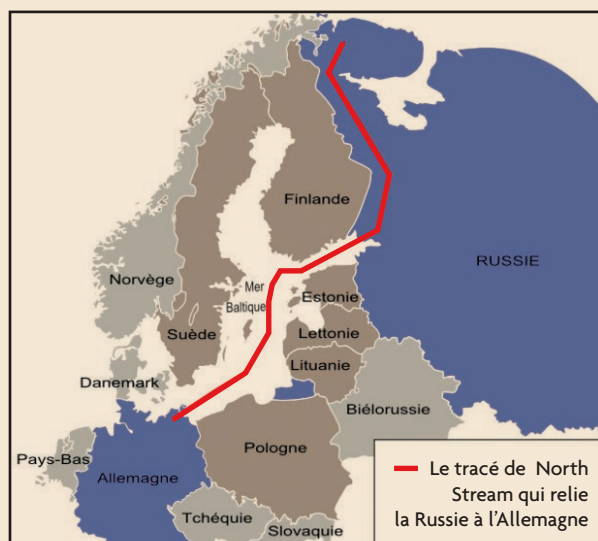 Finlande
RUSSIE
Norvège
Mer
Baltique
Estonie
Suède
Lettonie
Lituanie
Danemark
Biélorussie
Pologne
Pays-Bas
Allemagne
Tchéquie
Slovaquie
Le tracé de North
Stream qui relie
la Russie à l'Allemagne